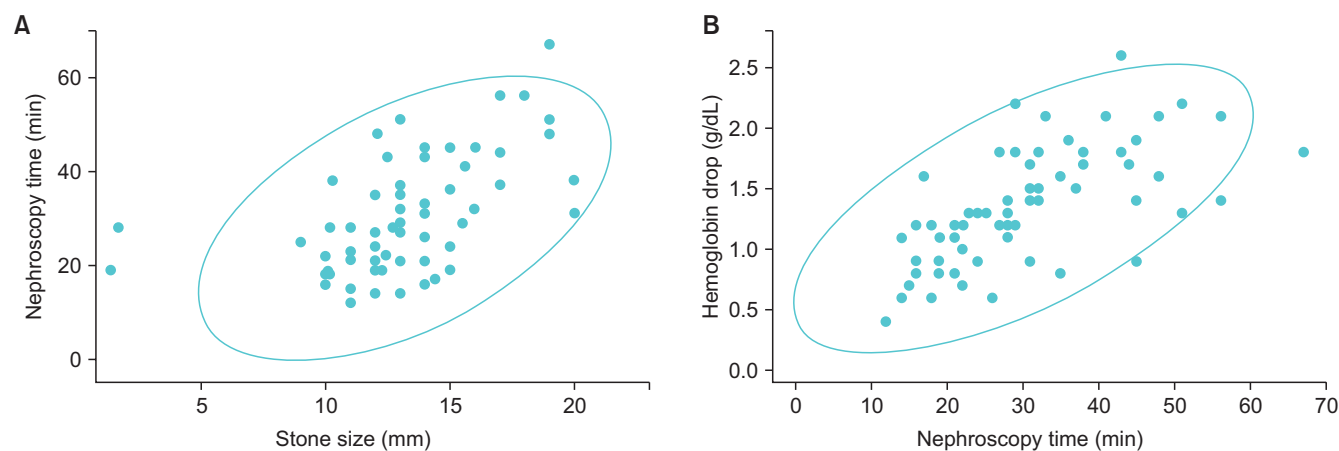 A
Nephroscopy time (min)
60
40
20
0
5 10 15 20
Stone size (mm)
B
Hemoglobin drop (g/dL)
2.5
2.0
1.5
1.0
0.5
0.0
0 10 20 30 40 50 60 70
Nephroscopy time (min)